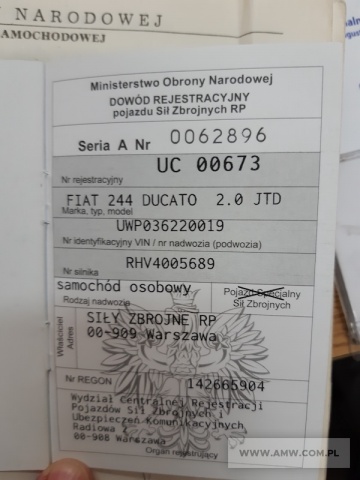 NARODOWEJ
SAMOCHODOWEJ
Ministerstwo Obrony Narodowej
DOWÓD REJESTRACYJNY
pojazdu Sił Zbrojnych RP
Seria A Nr 0062896
UC 00673
Nr rejestracyjny
FIAT 244 DUCATO 2.0 JTD
Marka, typ, model
UWP036220019
Nr identyfikacyjny VIN / nr nadwozia (podwozia)
RHV4005689
Nr silnika
samochód osobowy
Rodzaj nadwozia
Pojazd Specjalny
Sił Zbrojnych
Właściciel
Adres
SIŁY ZBROJNE RP
00-909 Warszawa
Nr REGON 142665904
Wydział Centralnej Rejestracji
Pojazdów Sił Zbrojnych i
Ubezpieczeń Komunikacyjnych
Radiowa 2
00-908 Warszawa
Organ rejestrujący
WWW.AMW.COM.PL